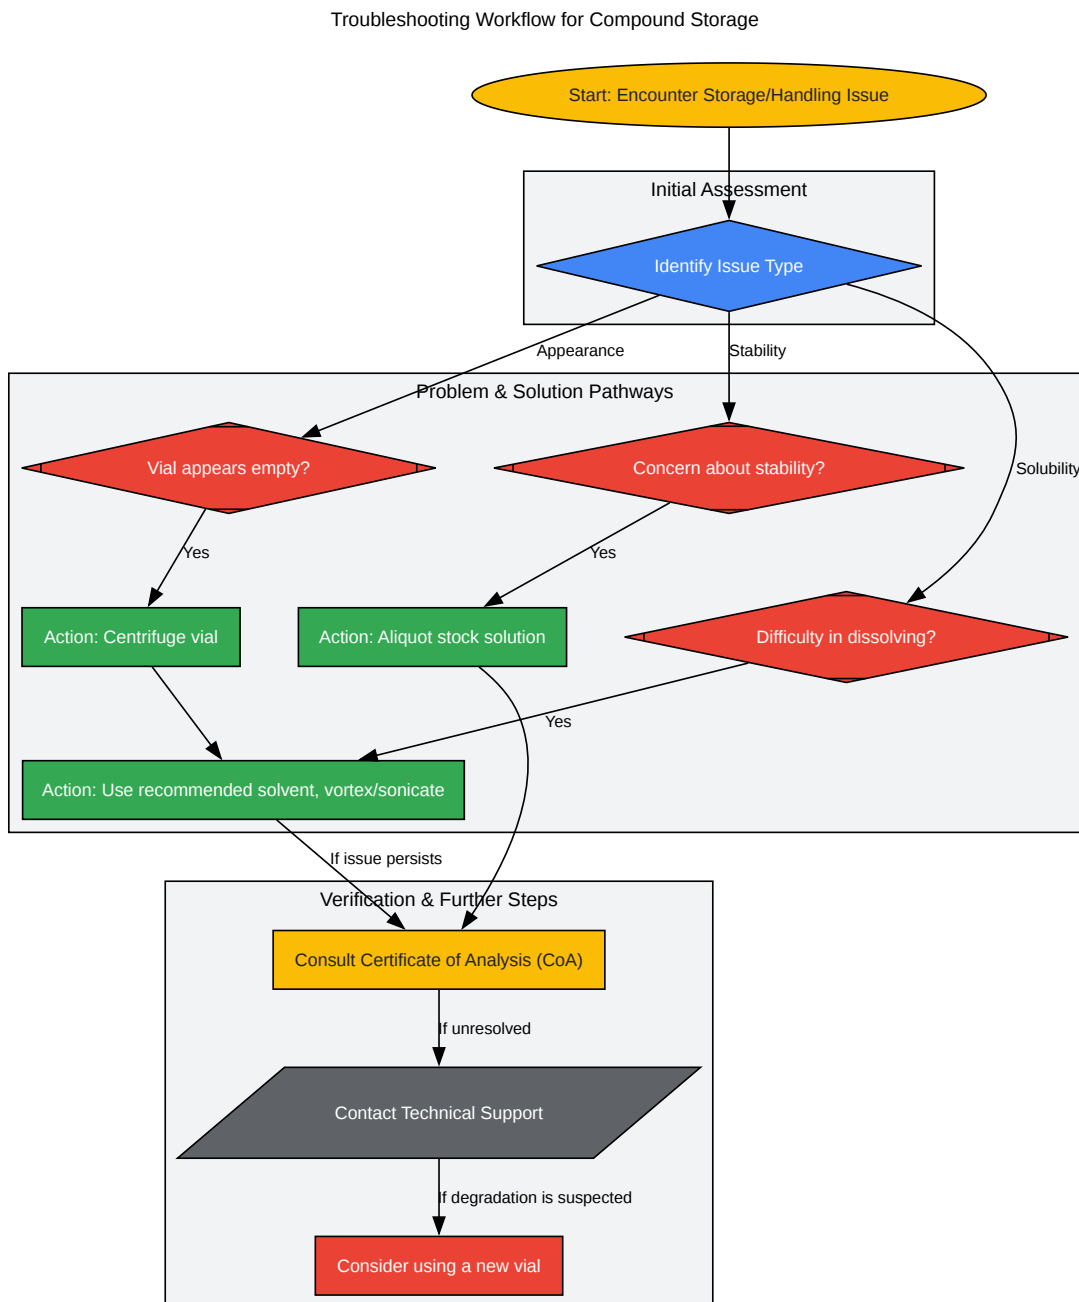 Troubleshooting Workflow for Compound Storage
Start: Encounter Storage/Handling Issue
Initial Assessment
Identify Issue Type
Appearance
Stability
Problem & Solution Pathways
Vial appears empty?
Concern about stability?
Solubility
Yes
Yes
Action: Centrifuge vial
Action: Aliquot stock solution
Difficulty in dissolving?
Yes
Action: Use recommended solvent, vortex/sonicate
If issue persists
Verification & Further Steps
Consult Certificate of Analysis (CoA)
If unresolved
Contact Technical Support
If degradation is suspected
Consider using a new vial